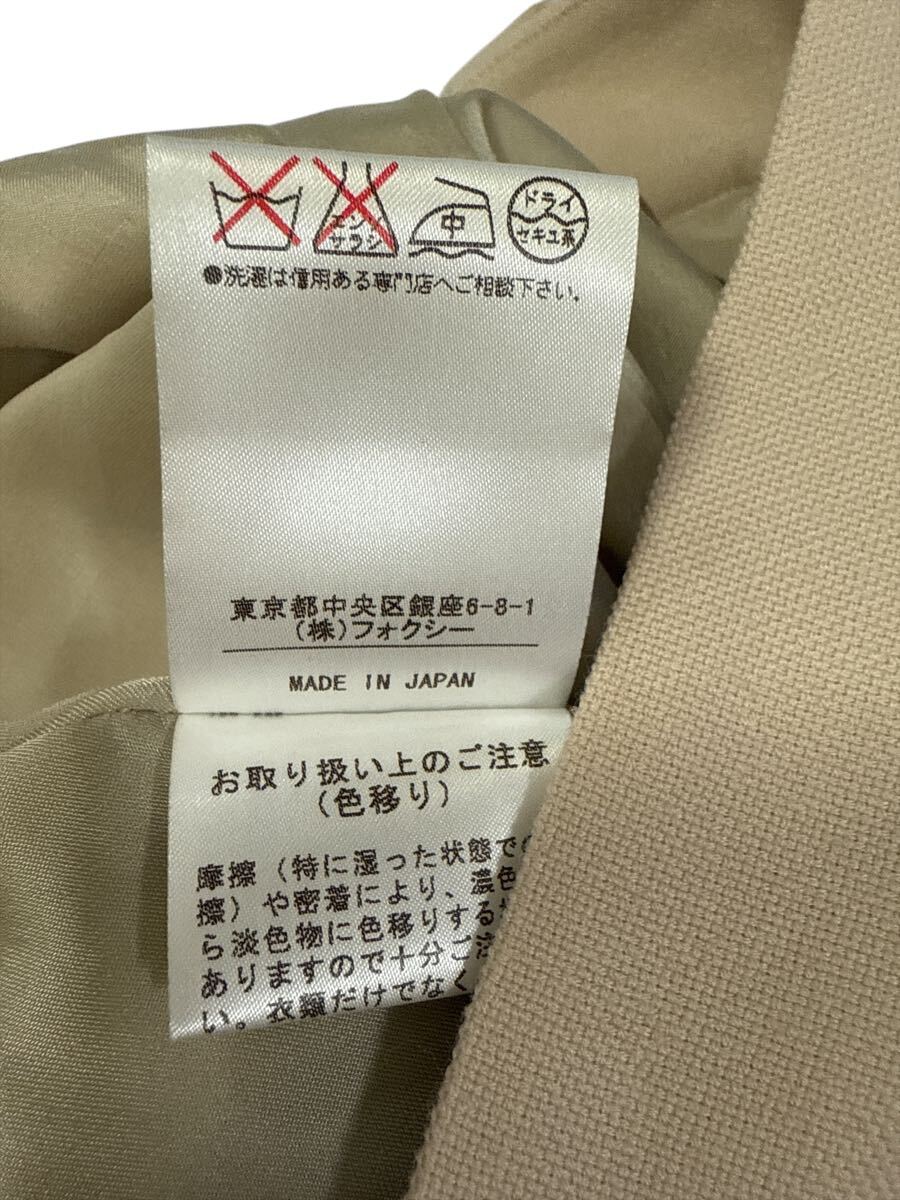 エンソ
サラシ
中
ドライ
セキユ系
●洗濯は信用ある専門店へご相談下さい。
東京都中央区銀座6-8-1
(株)フォクシー
MADE IN JAPAN
お取り扱い上のご注意
(色移り)
摩擦(特に湿った状態での
擦)や密着により、濃色
ら淡色物に色移りする
ありますので十分ご注
い。衣類だけでなく